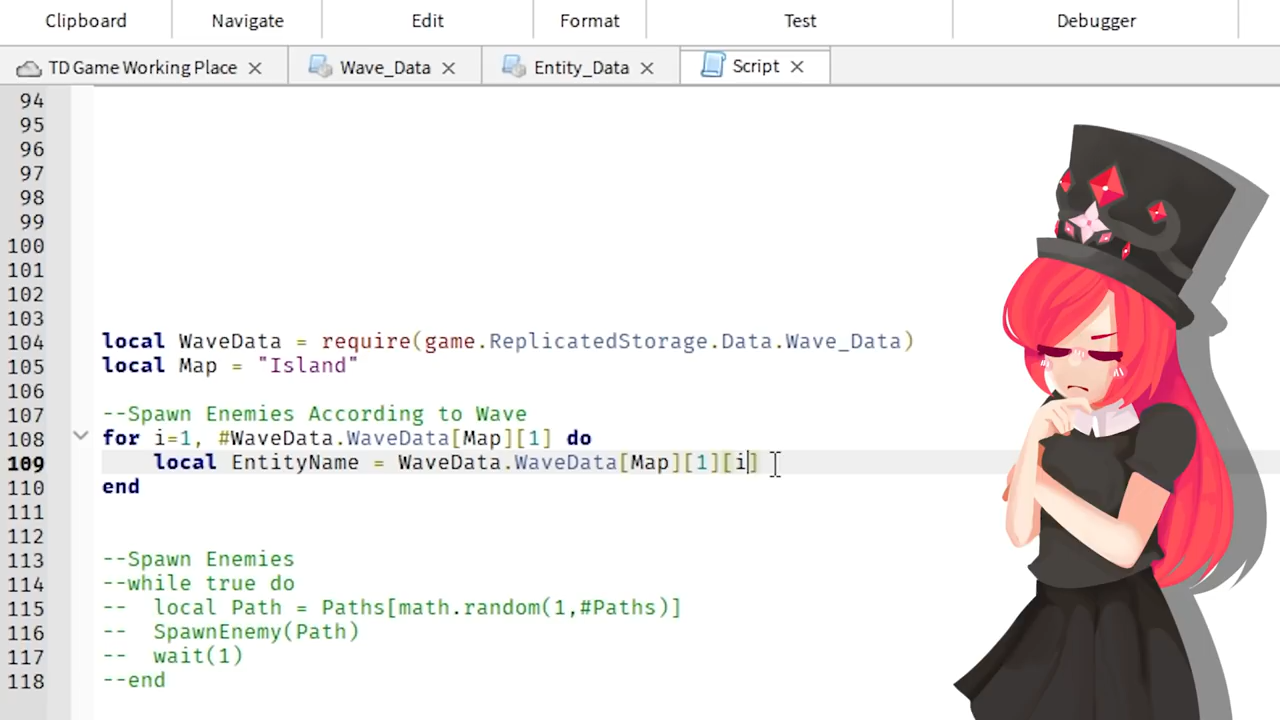 Clipboard Navigate Edit Format Test Debugger
TD Game Working Place Wave_Data Entity_Data Script
94
95
96
97
98
99
100
101
102
103
104 local WaveData = require(game.ReplicatedStorage.Data.Wave_Data)
105 local Map = "Island"
106
107 --Spawn Enemies According to Wave
108 for i=1, #WaveData.WaveData[Map][1] do
109 local EntityName = WaveData.WaveData[Map][1][i]
110 end
111
112
113 --Spawn Enemies
114 --while true do
115 -- local Path = Paths[math.random(1,#Paths)]
116 -- SpawnEnemy(Path)
117 -- wait(1)
118 --end